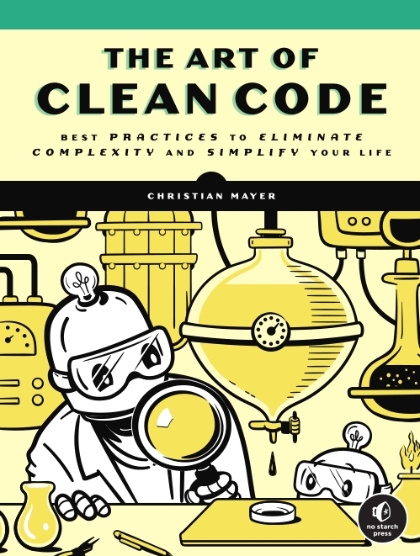 THE ART OF
CLEAN CODE
BEST PRACTICES TO ELIMINATE
COMPLEXITY AND SIMPLIFY YOUR LIFE
CHRISTIAN MAYER
no starch
press